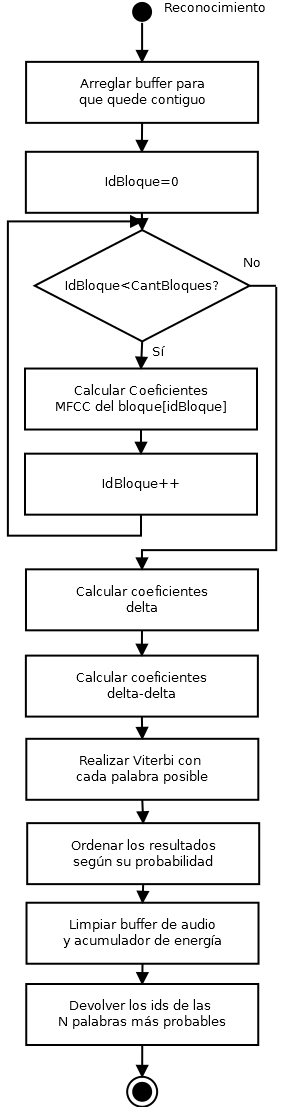 Reconocimiento
Arreglar buffer para
que quede contiguo
IdBloque=0
No
IdBloque<CantBloques?
Sí
Calcular Coeficientes
MFCC del bloque[idBloque]
IdBloque++
Calcular coeficientes
delta
Calcular coeficientes
delta-delta
Realizar Viterbi con
cada palabra posible
Ordenar los resultados
según su probabilidad
Limpiar buffer de audio
y acumulador de energía
Devolver los ids de las
N palabras más probables